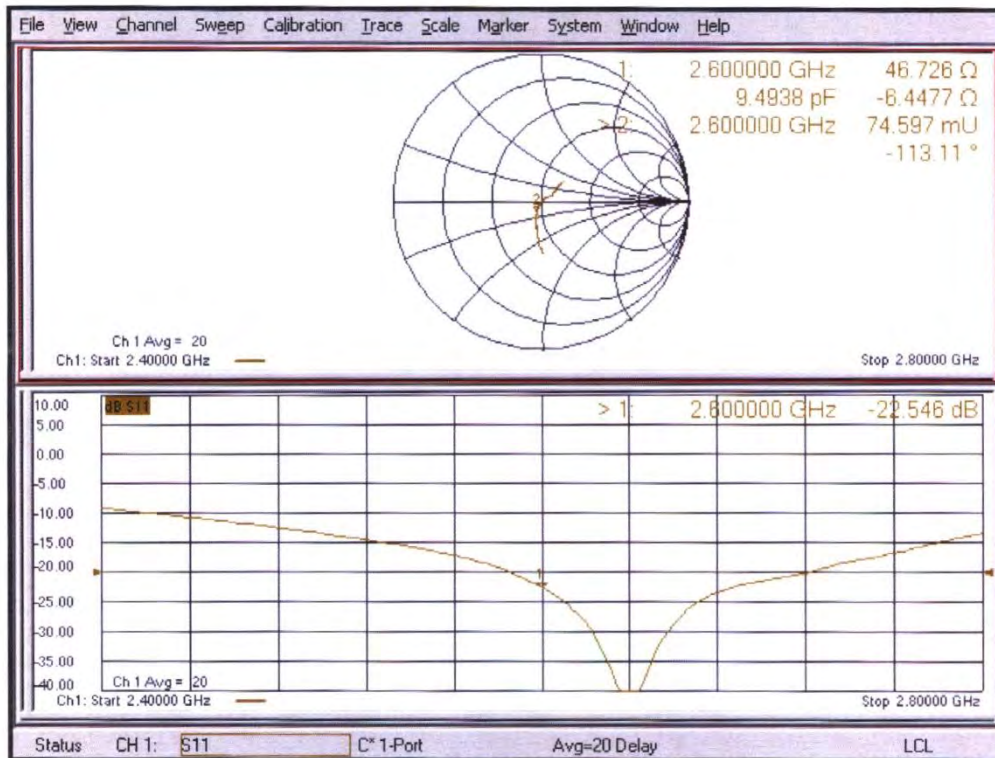 File View Channel Sweep Calibration Trace Scale Marker System Window Help
1: 2.600000 GHz 46.726 Ω
9.4938 pF -6.4477 Ω
> 2: 2.600000 GHz 74.597 mU
-113.11 °
2
Ch 1 Avg = 20
Ch1: Start 2.40000 GHz Stop 2.80000 GHz
10.00 dB S11 > 1: 2.600000 GHz -22.546 dB
5.00
0.00
-5.00
-10.00
-15.00
-20.00
1
-25.00
-30.00
-35.00
-40.00
Ch 1 Avg = 20
Ch1: Start 2.40000 GHz Stop 2.80000 GHz
Status CH 1: S11 C* 1-Port Avg=20 Delay LCL